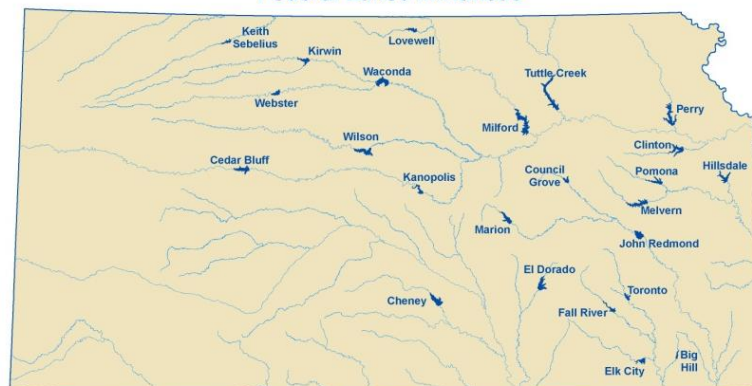 Keith
Sebelius
Lovewell
Kirwin
Waconda
Tuttle Creek
Webster
Perry
Milford
Wilson
Clinton
Cedar Bluff
Kanopolis
Council
Grove
Pomona
Hillsdale
Melvern
Marion
John Redmond
El Dorado
Cheney
Toronto
Fall River
Big
Hill
Elk City